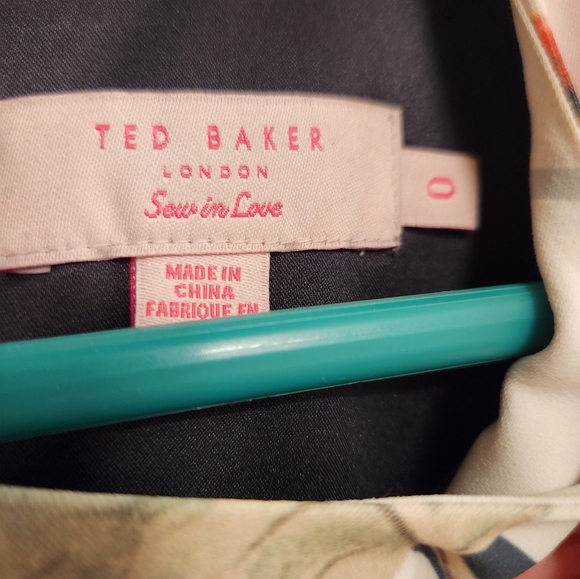 TED BAKER
LONDON
Sew in Love
0
MADE IN
CHINA
FABRIQUE EN